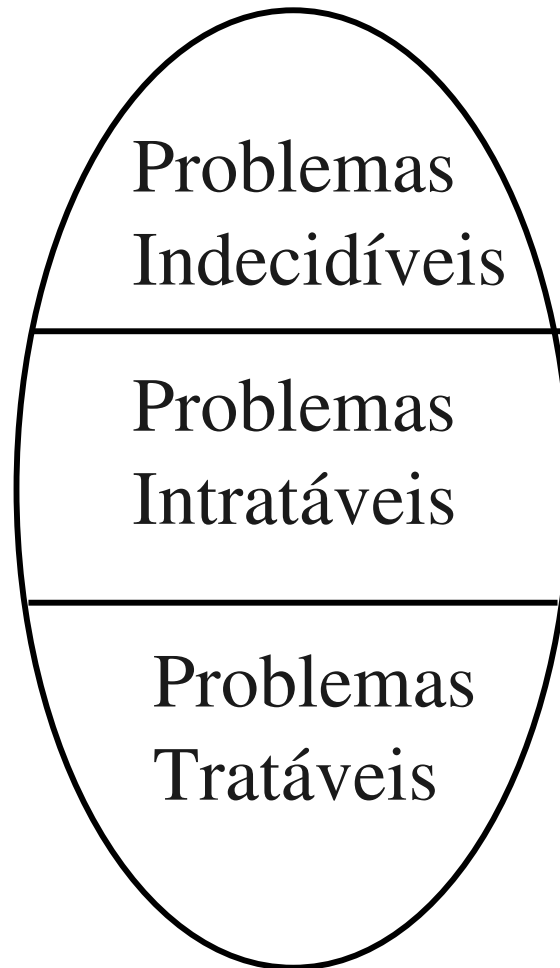 Problemas
Indecidíveis
Problemas
Intratáveis
Problemas
Tratáveis